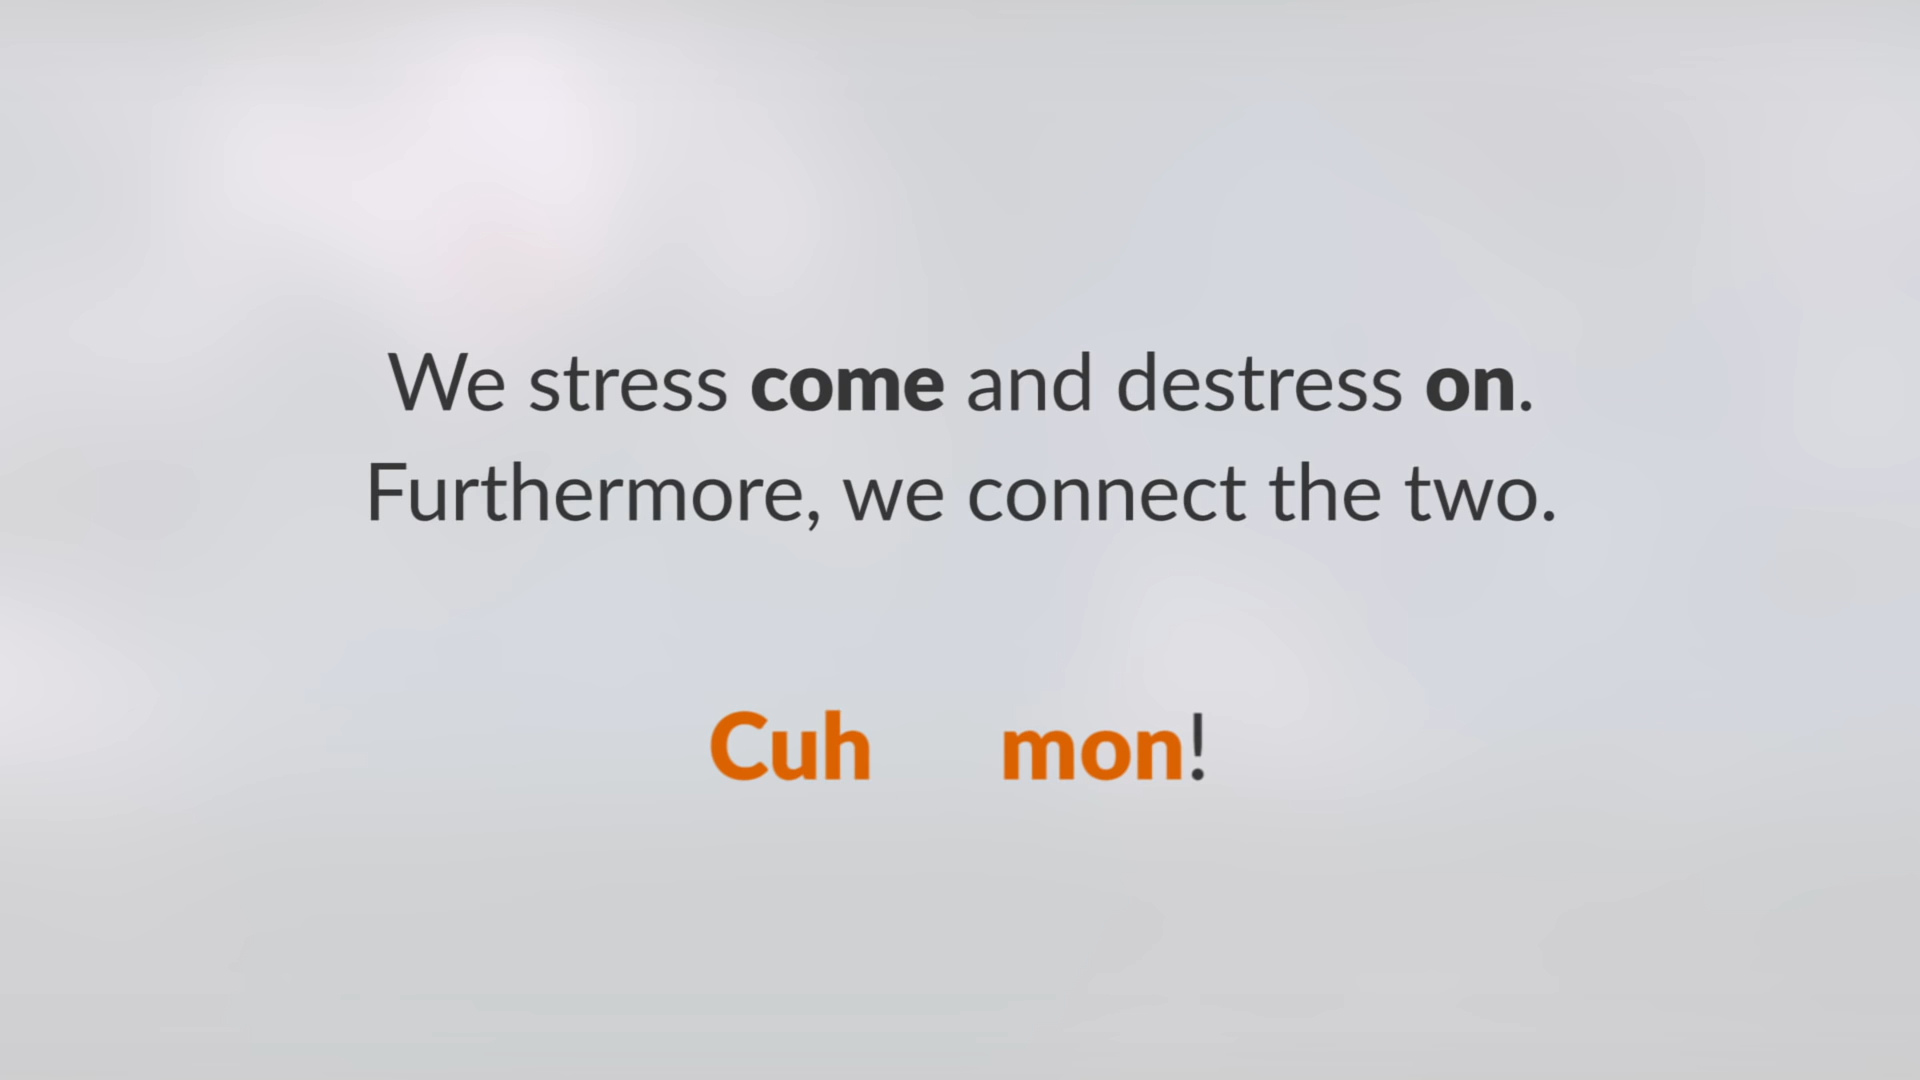 We stress come and destress on.
Furthermore, we connect the two.
Cuh mon!